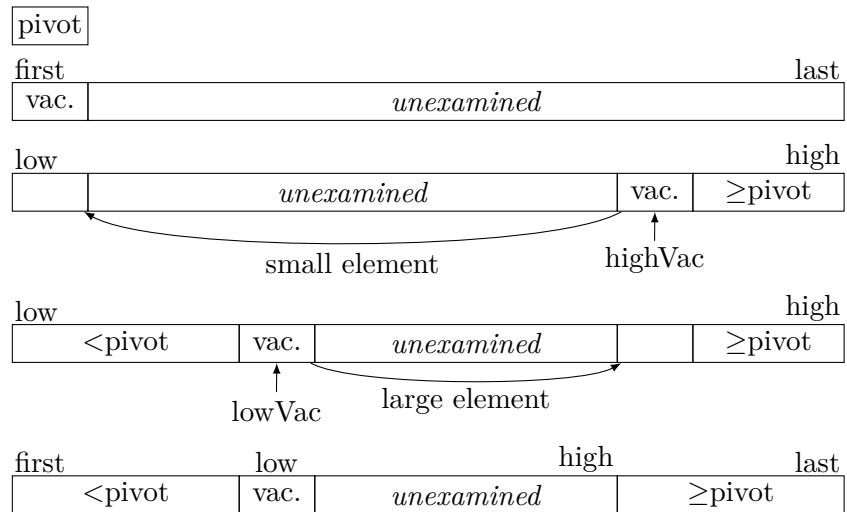 pivot
first last
vac. unexamined
low high
unexamined vac. ≥pivot
small element highVac
low high
<pivot vac. unexamined ≥pivot
lowVac large element
first low high last
<pivot vac. unexamined ≥pivot